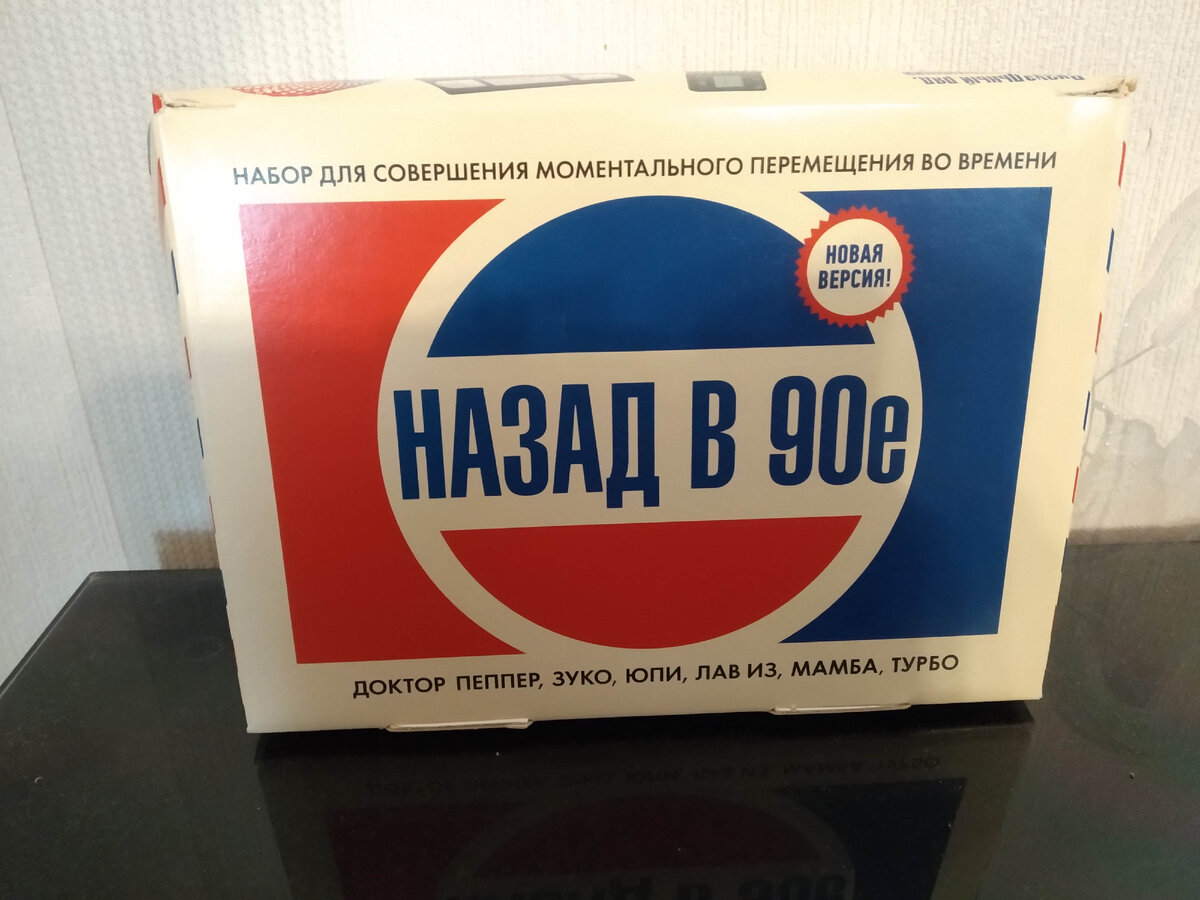 НАБОР ДЛЯ СОВЕРШЕНИЯ МОМЕНТАЛЬНОГО ПЕРЕМЕЩЕНИЯ ВО ВРЕМЕНИ
НОВАЯ
ВЕРСИЯ!
НАЗАД В 90е
ДОКТОР ПЕППЕР, ЗУКО, ЮПИ, ЛАВ ИЗ, МАМБА, ТУРБО